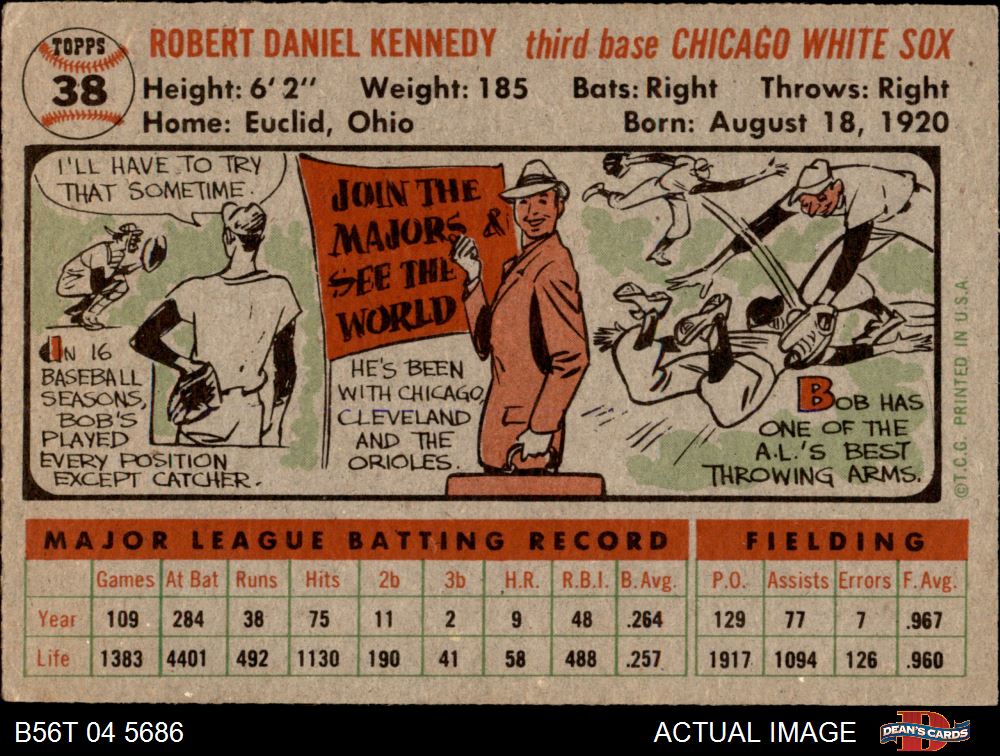 TOPPS
38
ROBERT DANIEL KENNEDY third base CHICAGO WHITE SOX
Height: 6' 2" Weight: 185 Bats: Right Throws: Right
Home: Euclid, Ohio Born: August 18, 1920
I'LL HAVE TO TRY
THAT SOMETIME.
IN 16
BASEBALL
SEASONS,
BOB'S
PLAYED
EVERY POSITION
EXCEPT CATCHER.
JOIN THE
MAJORS &
SEE THE
WORLD
HE'S BEEN
WITH CHICAGO,
CLEVELAND
AND THE
ORIOLES.
BOB HAS
ONE OF THE
A.L.'S BEST
THROWING ARMS.
©T.C.G. PRINTED IN U.S.A
MAJOR LEAGUE BATTING RECORD FIELDING
Games At Bat Runs Hits 2b 3b H.R. R.B.I. B. Avg. P.O. Assists Errors F. Avg.
Year 109 284 38 75 11 2 9 48 .264 129 77 7 .967
Life 1383 4401 492 1130 190 41 58 488 .257 1917 1094 126 .960
B56T 04 5686 ACTUAL IMAGE D DEAN'S CARDS